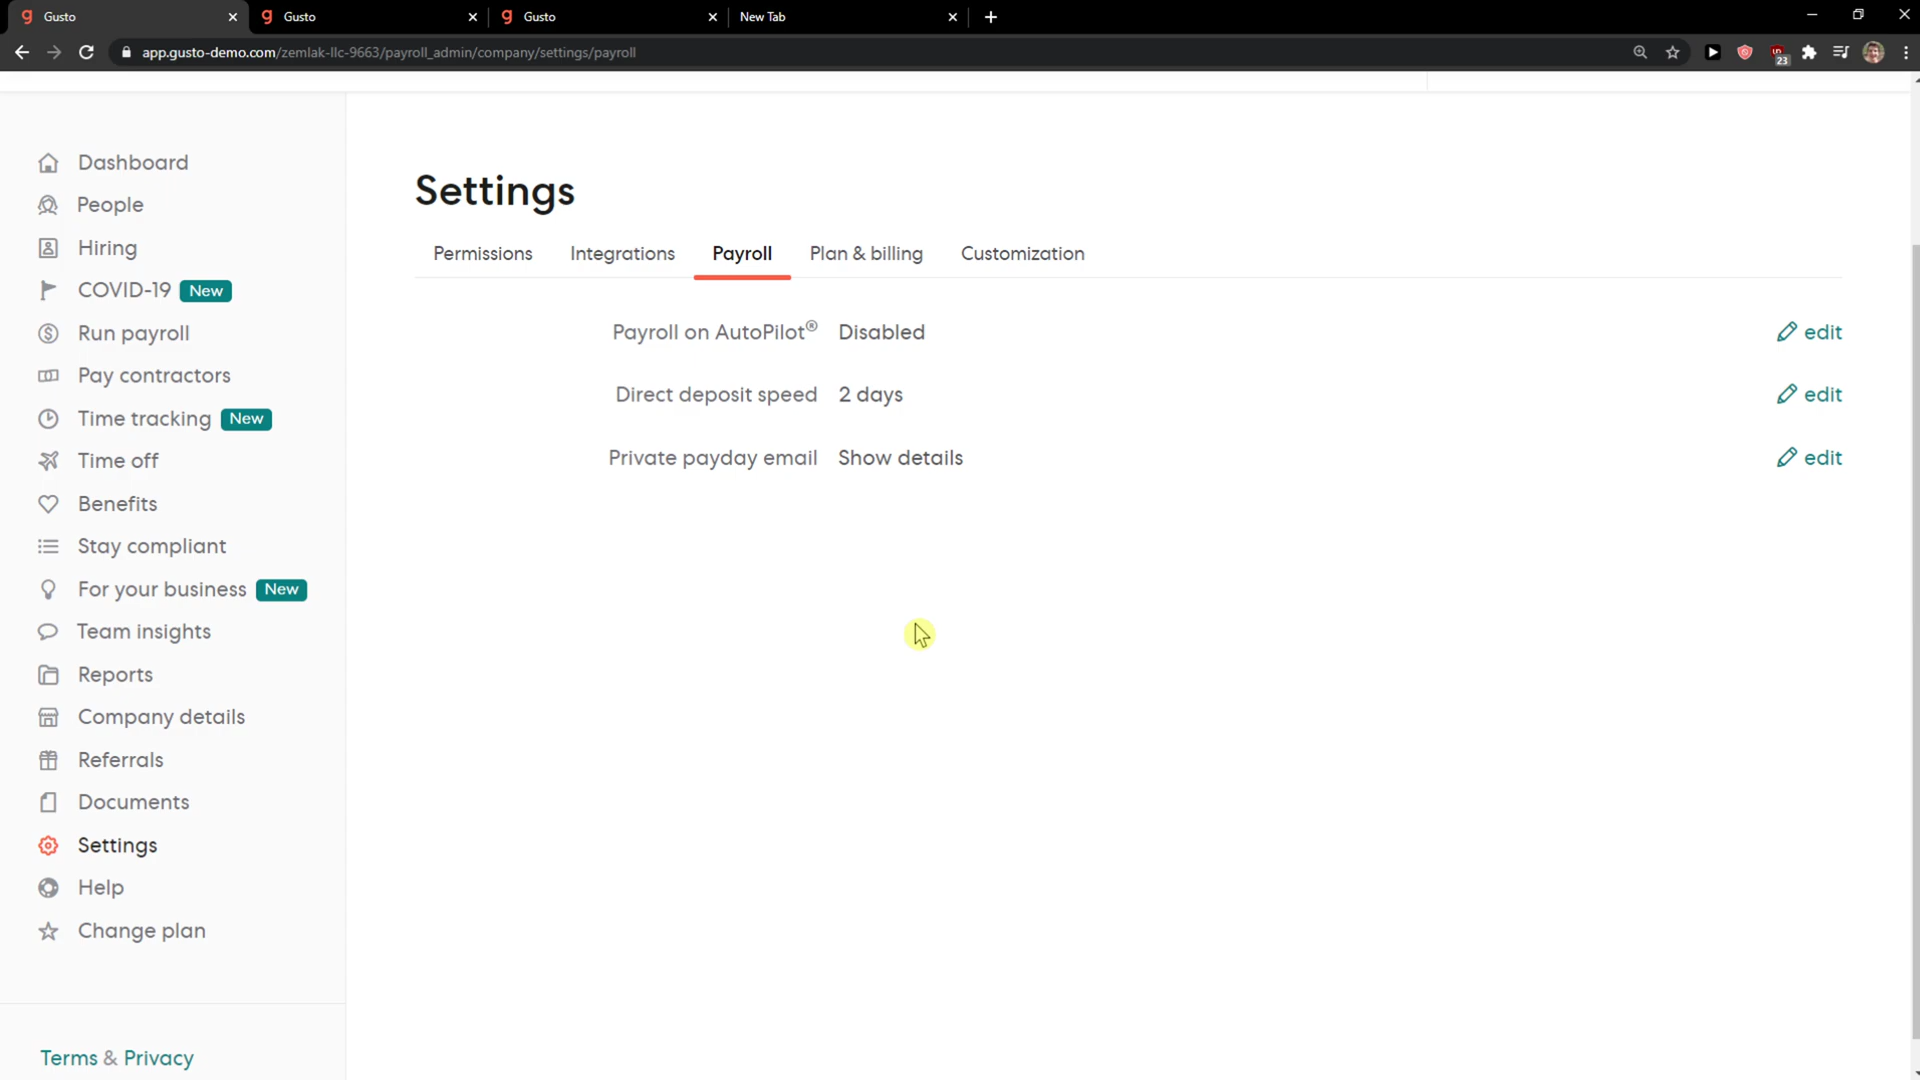 Gusto
Gusto
Gusto
New Tab
app.gusto-demo.com/zemlak-llc-9663/payroll_admin/company/settings/payroll
23
Dashboard
People
Hiring
COVID-19 New
Run payroll
Pay contractors
Time tracking New
Time off
Benefits
Stay compliant
For your business New
Team insights
Reports
Company details
Referrals
Documents
Settings
Help
Change plan
Terms & Privacy
Settings
Permissions Integrations Payroll Plan & billing Customization
Payroll on AutoPilot® Disabled edit
Direct deposit speed 2 days edit
Private payday email Show details edit